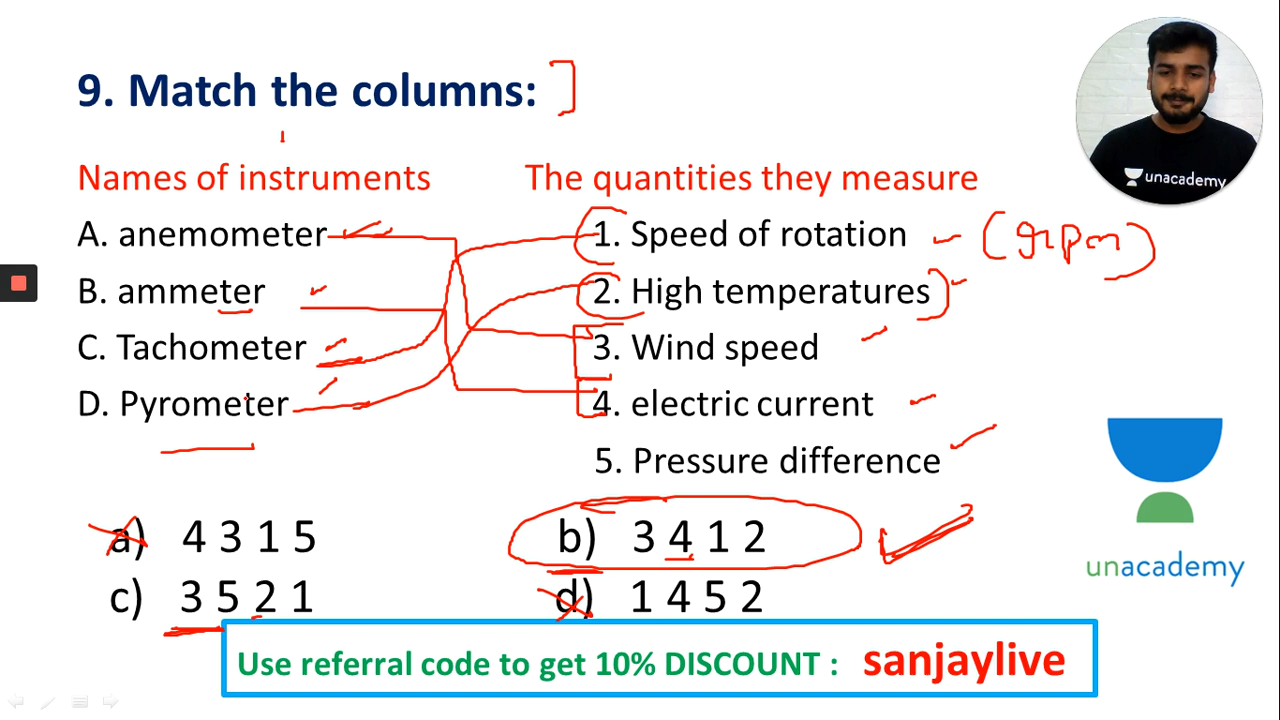 9. Match the columns:
Names of instruments
The quantities they measure
A. anemometer
1. Speed of rotation
B. ammeter
2. High temperatures
C. Tachometer
3. Wind speed
D. Pyrometer
4. electric current
5. Pressure difference
a) 4 3 1 5
b) 3 4 1 2
c) 3 5 2 1
d) 1 4 5 2
Use referral code to get 10% DISCOUNT : sanjaylive
unacademy
unacademy